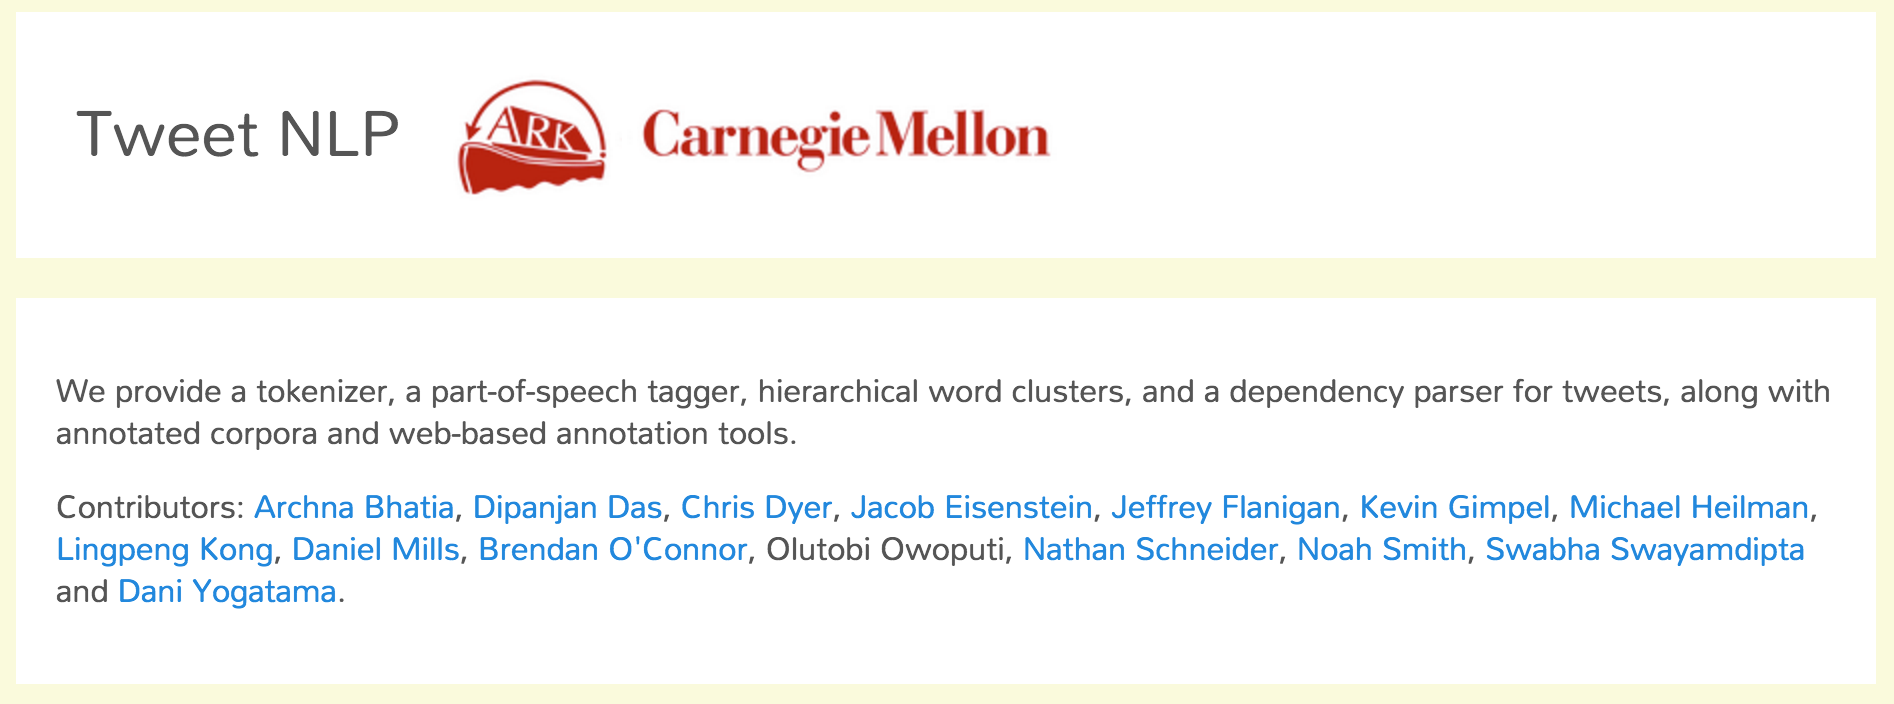 Tweet NLP
ARK
Carnegie Mellon
We provide a tokenizer, a part-of-speech tagger, hierarchical word clusters, and a dependency parser for tweets, along with
annotated corpora and web-based annotation tools.
Contributors: Archna Bhatia, Dipanjan Das, Chris Dyer, Jacob Eisenstein, Jeffrey Flanigan, Kevin Gimpel, Michael Heilman,
Lingpeng Kong, Daniel Mills, Brendan O'Connor, Olutobi Owoputi, Nathan Schneider, Noah Smith, Swabha Swayamdipta
and Dani Yogatama.